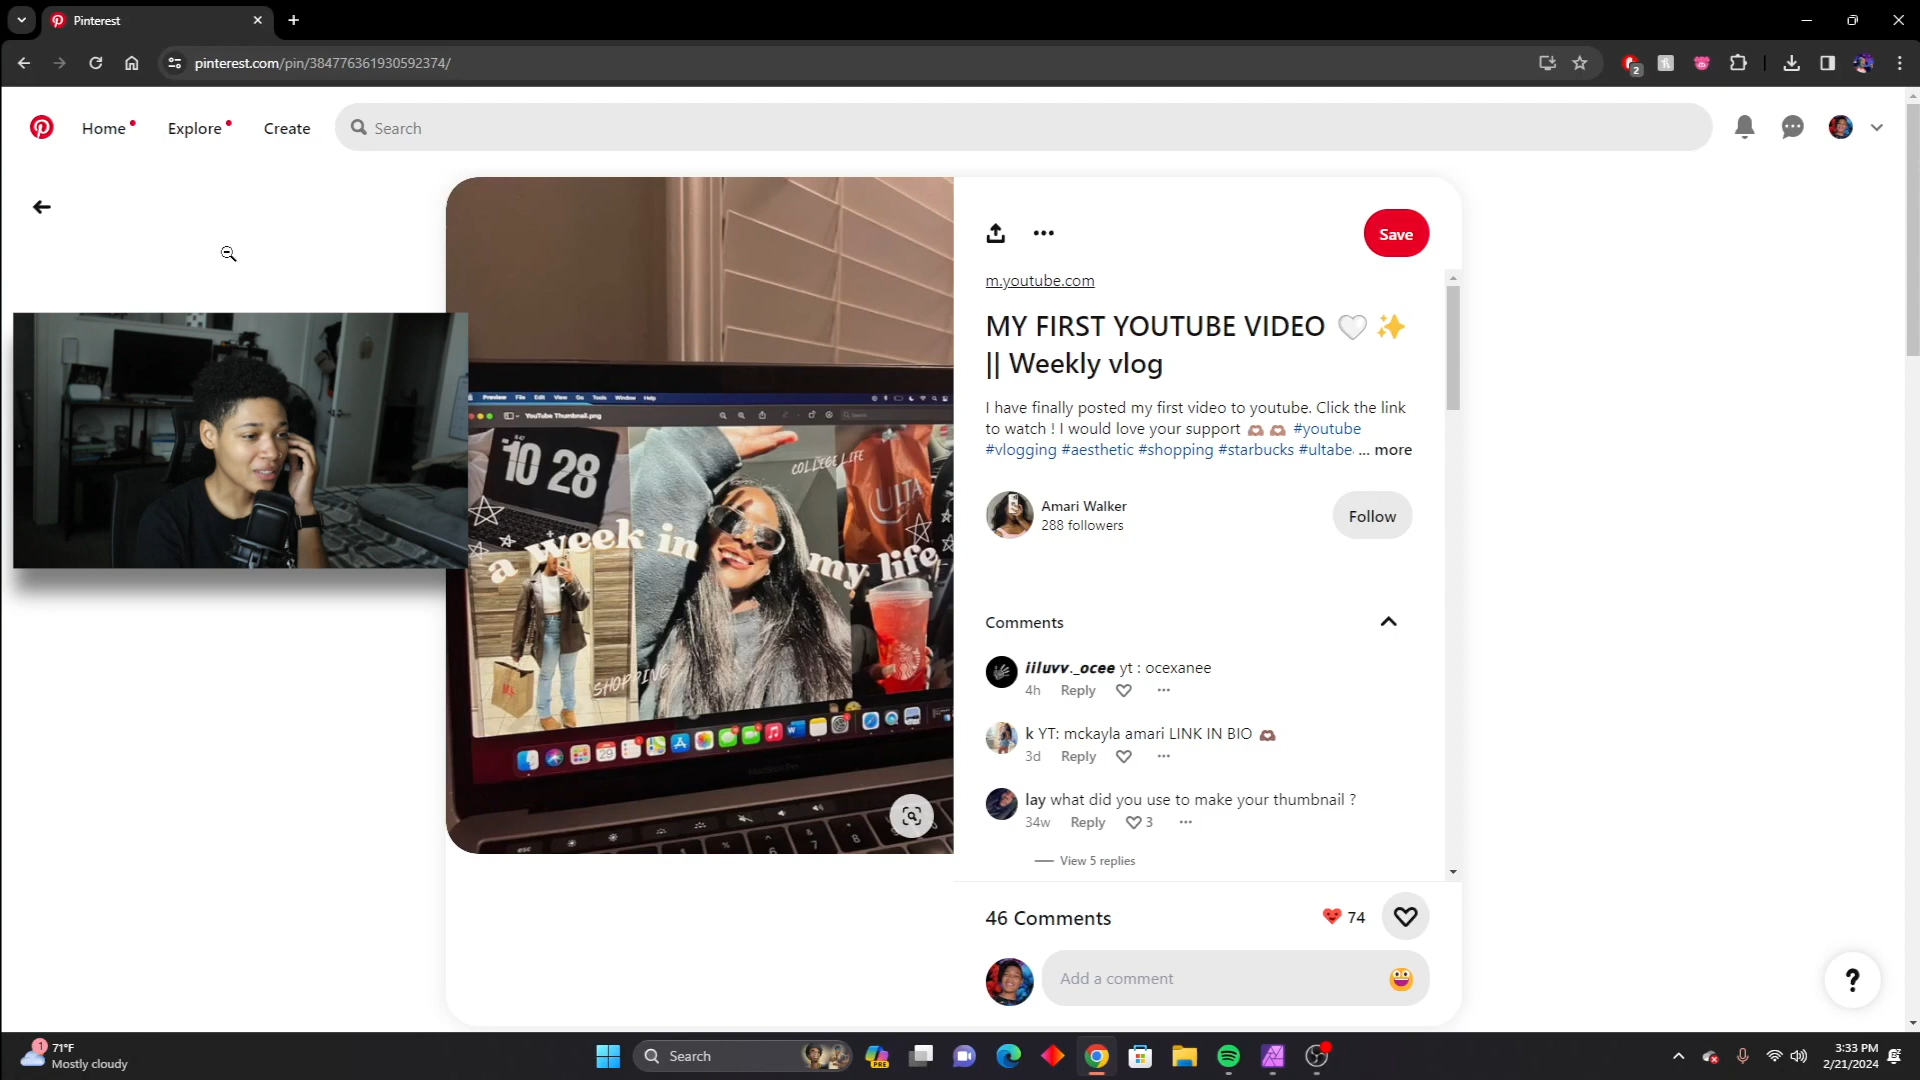 Pinterest
pinterest.com/pin/384776361930592374/
2
Home
Explore
Create
Search
Save
m.youtube.com
MY FIRST YOUTUBE VIDEO 🤍 ✨
|| Weekly vlog
I have finally posted my first video to youtube. Click the link
to watch ! I would love your support 🫶🏾 🫶🏾 #youtube
#vlogging #aesthetic #shopping #starbucks #ultabe... more
Amari Walker
288 followers
Follow
Preview File Edit View Go Tools Window Help
YouTube Thumbnail.png
10 28
COLLEGE LIFE
ULTA
a week in my life
SHOPPING
esc
Comments
iiluvv._ocee yt : ocexanee
4h Reply
k YT: mckayla amari LINK IN BIO 🫶🏾
3d Reply
lay what did you use to make your thumbnail ?
34w Reply 3
View 5 replies
46 Comments
74
Add a comment
?
1
71°F
Mostly cloudy
Search
PRE
3:33 PM
2/21/2024